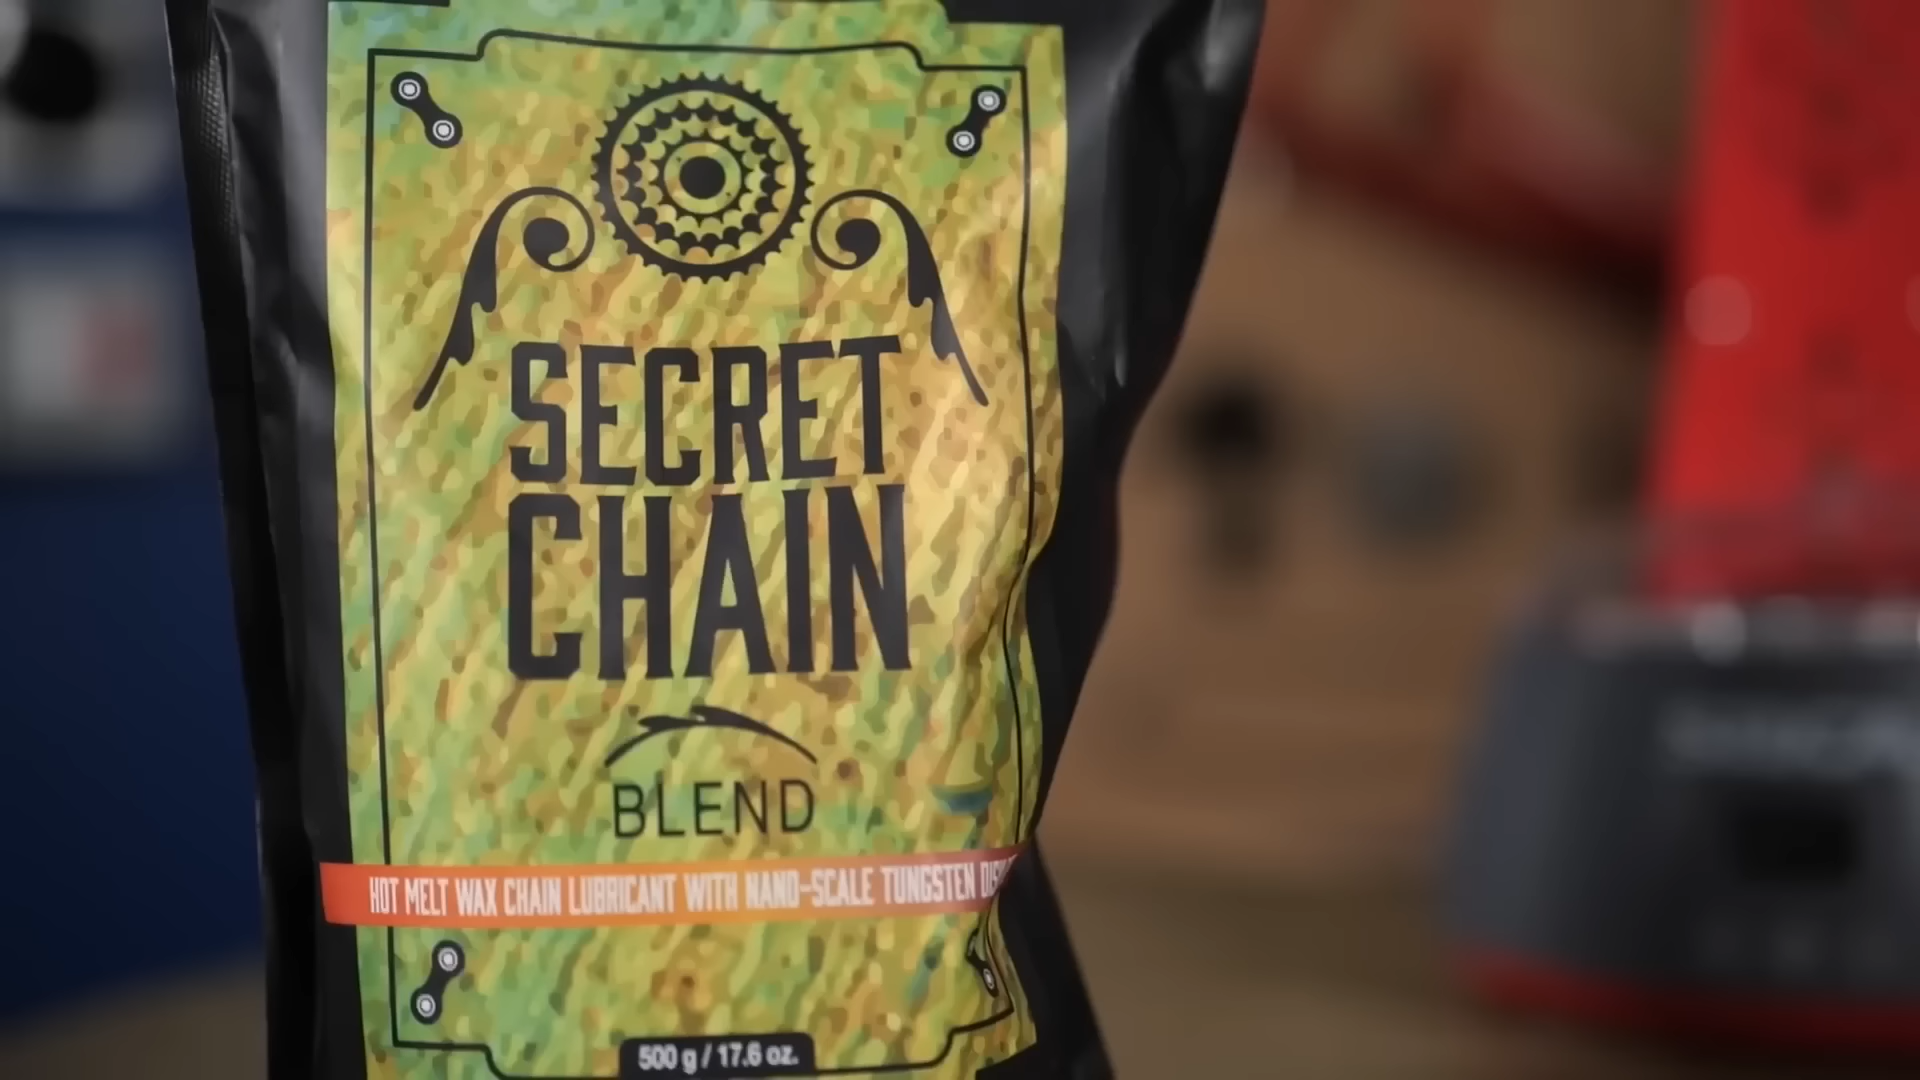 SECRET
CHAIN
BLEND
HOT MELT WAX CHAIN LUBRICANT WITH NANO-SCALE TUNGSTEN
500 g / 17.6 oz.